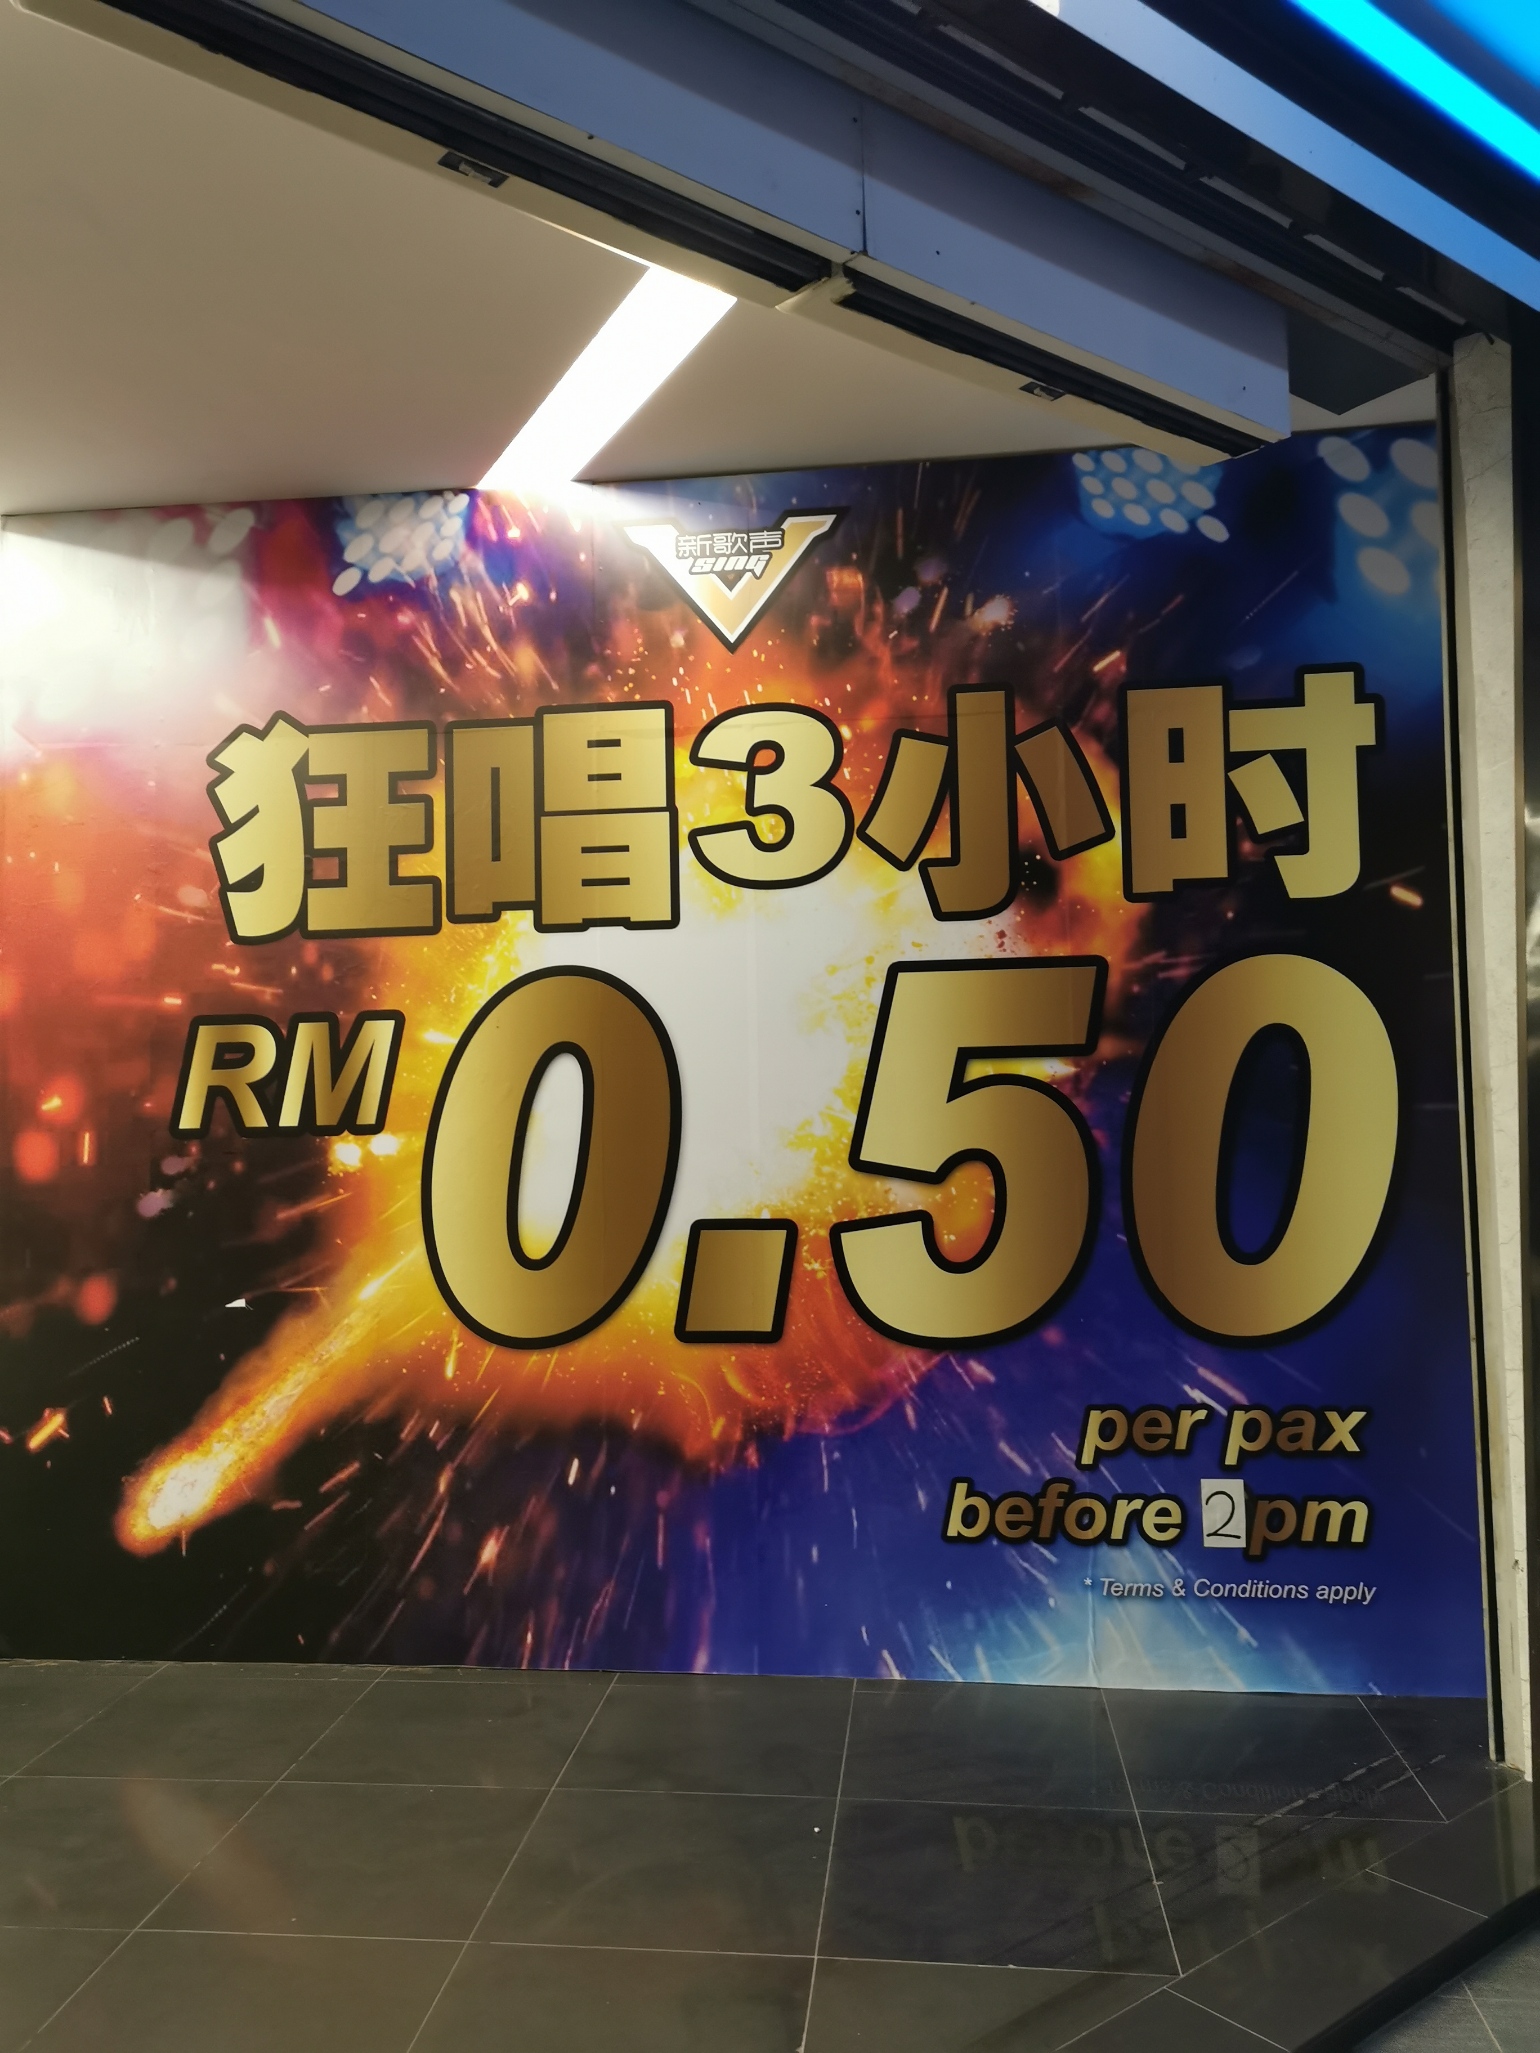 新歌声
SING
狂唱3小时
RM 0.50
per pax
before 2pm
* Terms & Conditions apply